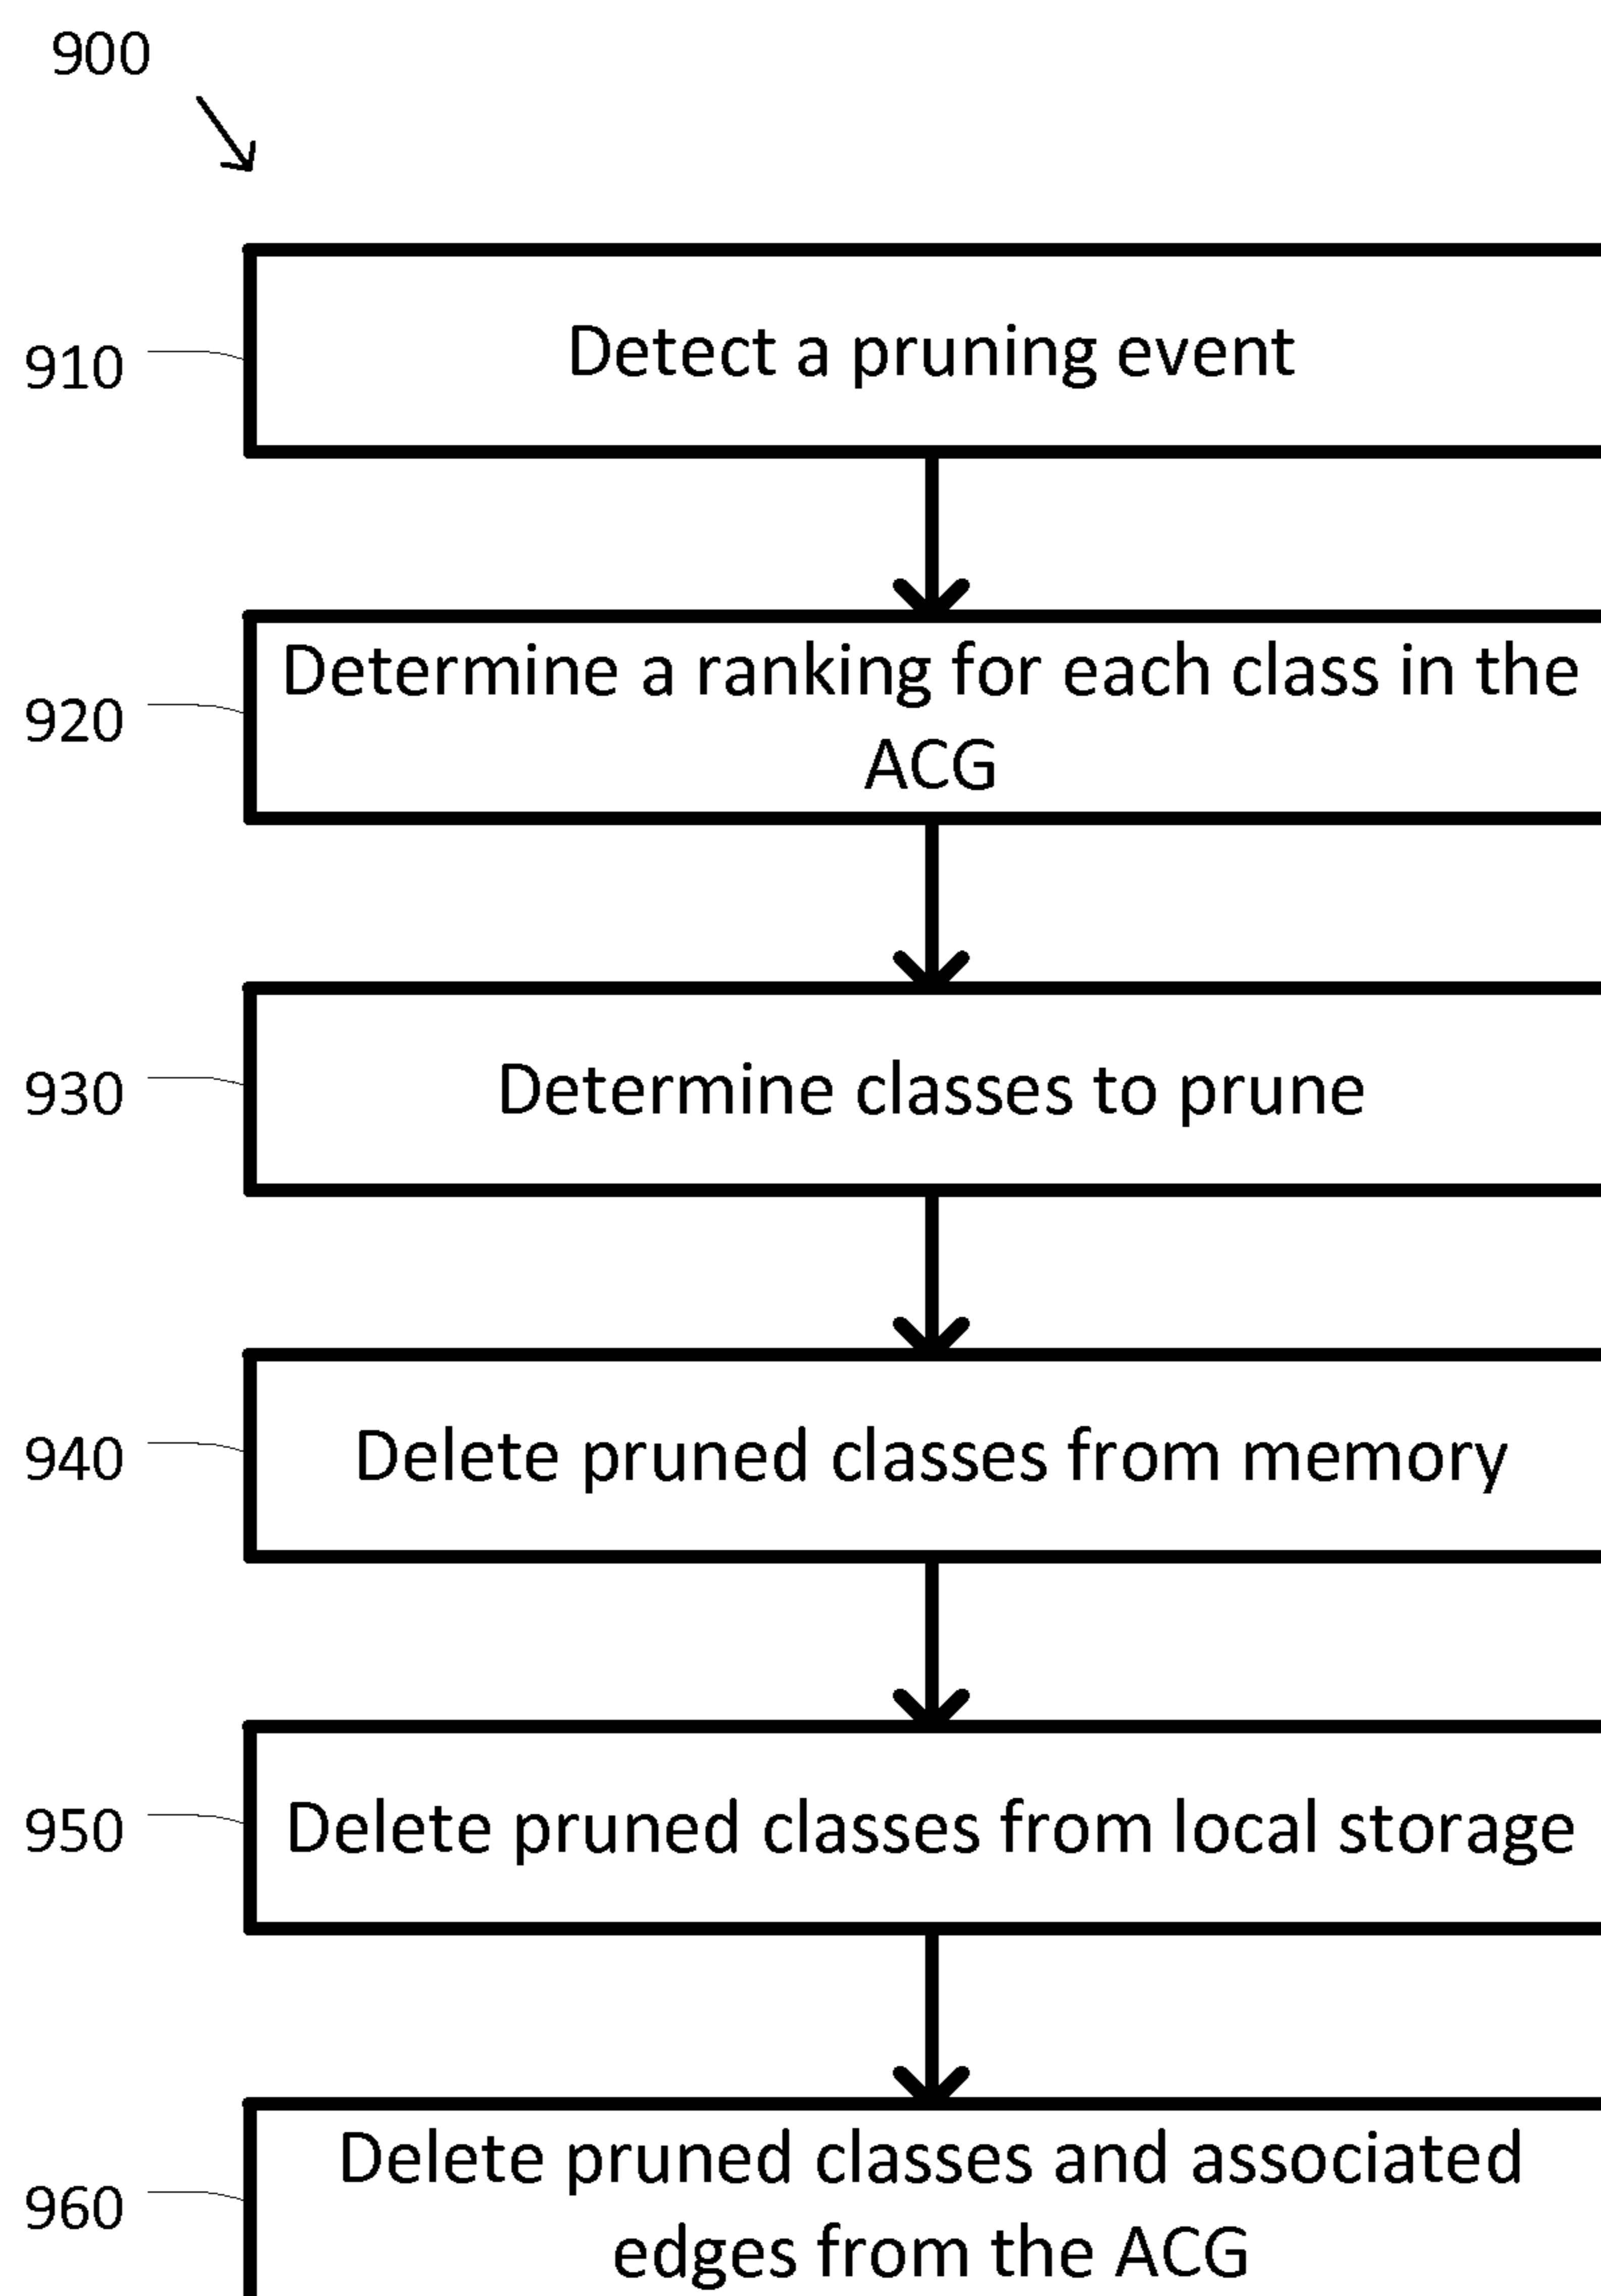 900
910
Detect a pruning event
920
Determine a ranking for each class in the
ACG
930
Determine classes to prune
940
Delete pruned classes from memory
950
Delete pruned classes from local storage
960
Delete pruned classes and associated
edges from the ACG